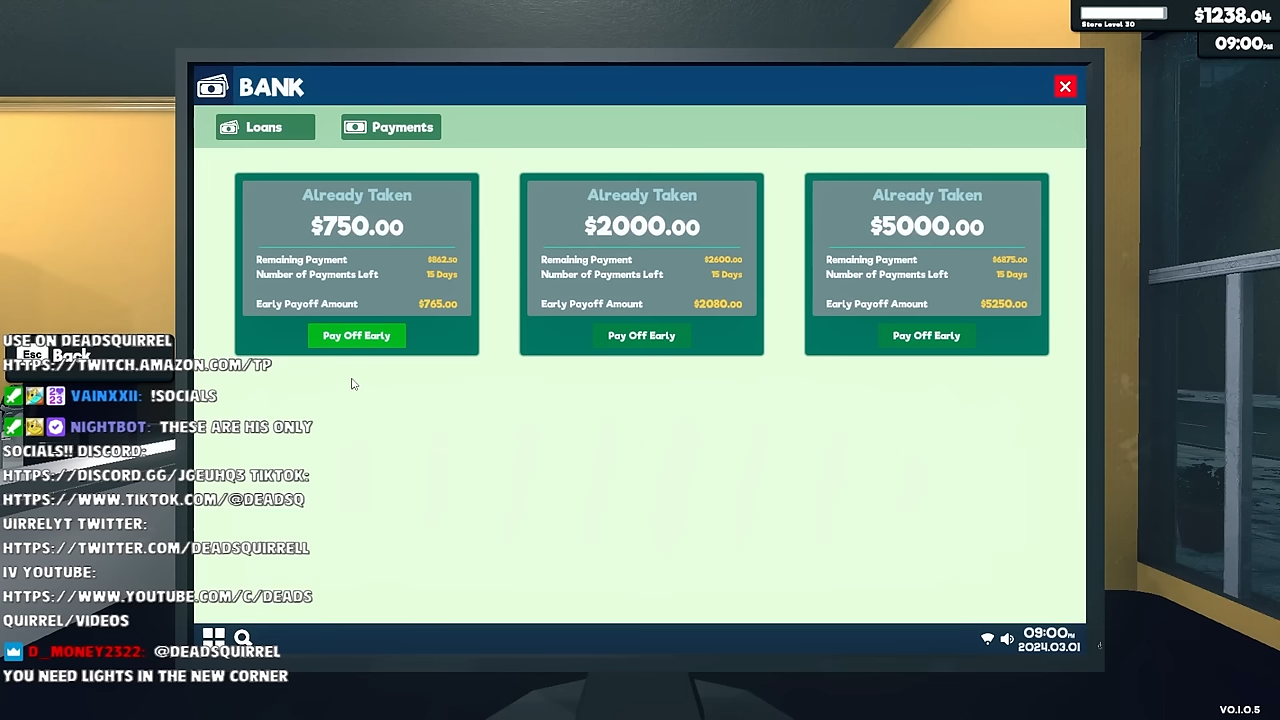 Store Level 30
$1238.04
09:00PM
BANK
Loans
Payments
Already Taken
$750.00
Remaining Payment $862.50
Number of Payments Left 15 Days
Early Payoff Amount $765.00
Pay Off Early
Already Taken
$2000.00
Remaining Payment $2600.00
Number of Payments Left 15 Days
Early Payoff Amount $2080.00
Pay Off Early
Already Taken
$5000.00
Remaining Payment $6875.00
Number of Payments Left 15 Days
Early Payoff Amount $5250.00
Pay Off Early
Esc Back
USE ON DEADSQUIRREL
HTTPS://TWITCH.AMAZON.COM/TP
VAINXXII: !SOCIALS
NIGHTBOT: THESE ARE HIS ONLY
SOCIALS!! DISCORD:
HTTPS://DISCORD.GG/JGEUHQ3 TIKTOK:
HTTPS://WWW.TIKTOK.COM/@DEADSQ
UIRRELYT TWITTER:
HTTPS://TWITTER.COM/DEADSQUIRRELL
IV YOUTUBE:
HTTPS://WWW.YOUTUBE.COM/C/DEADS
QUIRREL/VIDEOS
D_MONEY2322: @DEADSQUIRREL
YOU NEED LIGHTS IN THE NEW CORNER
09:00PM
2024.03.01
V0.1.0.5